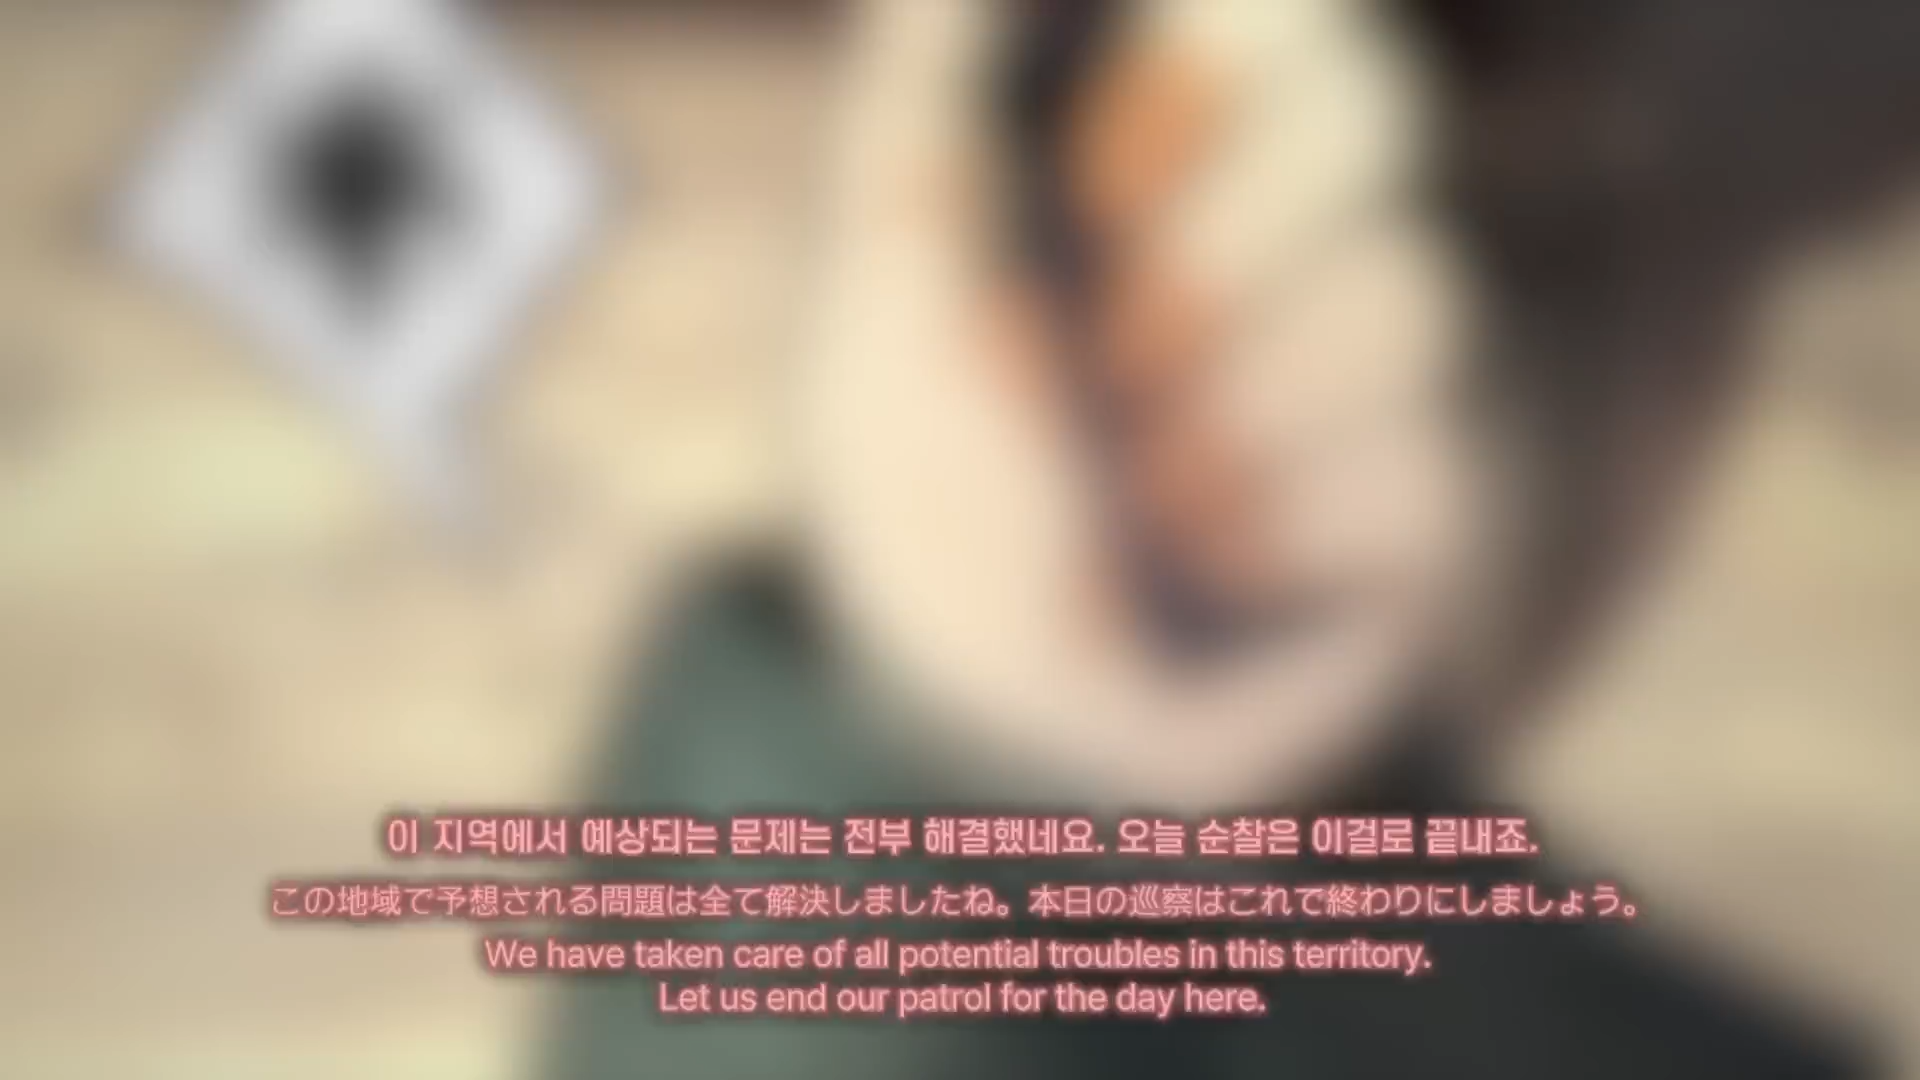 이 지역에서 예상되는 문제는 전부 해결했네요. 오늘 순찰은 이걸로 끝내죠.
この地域で予想される問題は全て解決しましたね。本日の巡察はこれで終わりにしましょう。
We have taken care of all potential troubles in this territory.
Let us end our patrol for the day here.